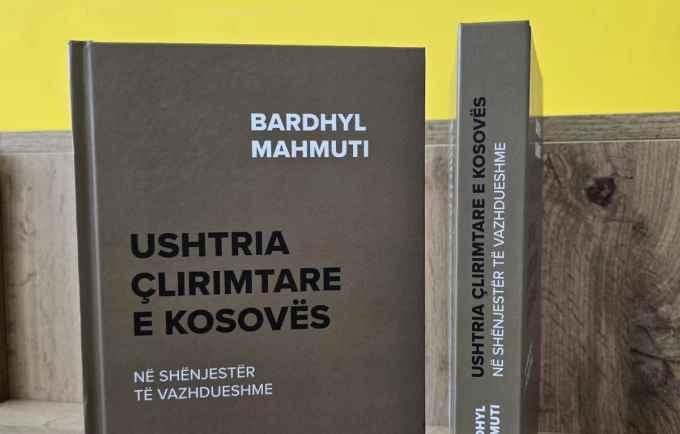 BARDHYL
MAHMUTI
USHTRIA
ÇLIRIMTARE
E KOSOVËS
NË SHËNJESTËR
TË VAZHDUESHME
USHTRIA ÇLIRIMTARE E KOSOVËS
NË SHËNJESTËR TË VAZHDUESHME